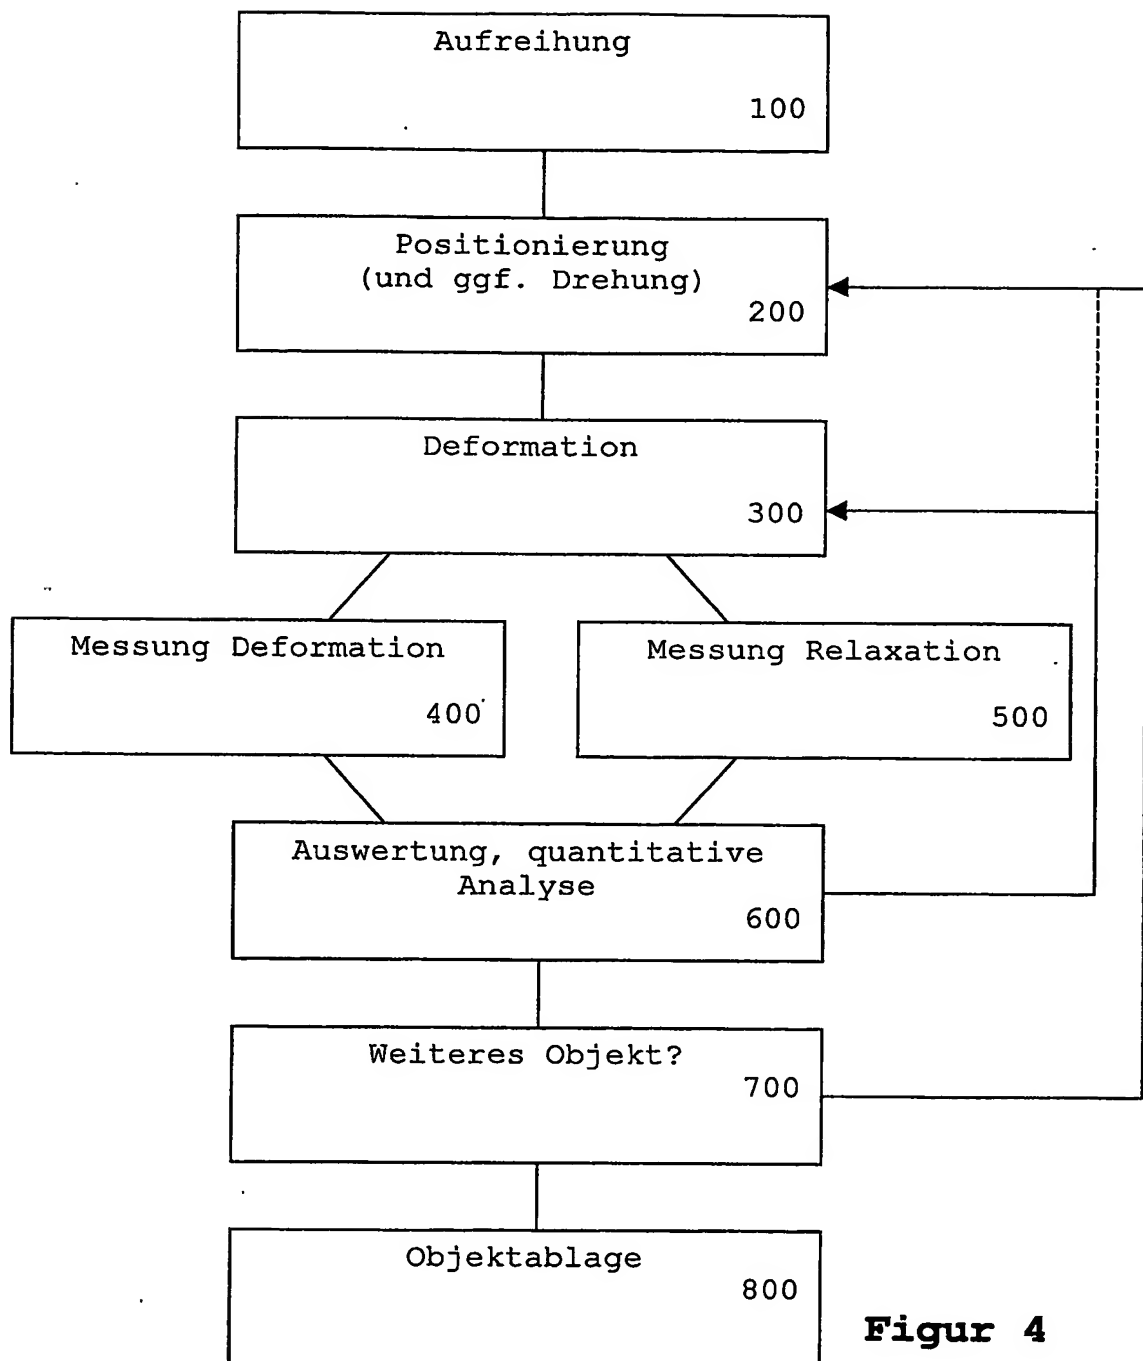 Aufreihung
100
Positionierung
(und ggf. Drehung)
200
Deformation
300
Messung Deformation
400
Messung Relaxation
500
Auswertung, quantitative
Analyse
600
Weiteres Objekt?
700
Objektablage
800
Figur 4